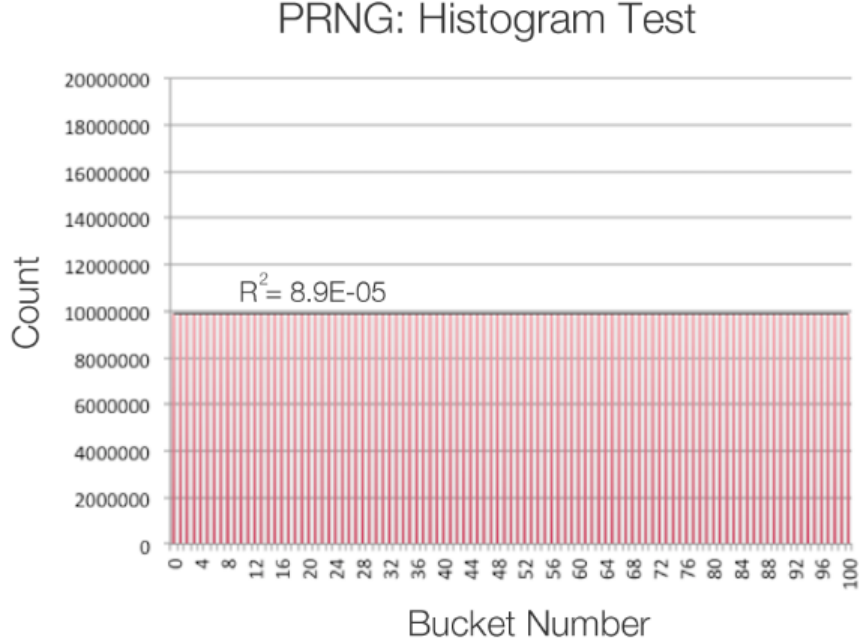 PRNG: Histogram Test
20000000
18000000
16000000
14000000
12000000
10000000
8000000
6000000
4000000
2000000
0
Count
R²= 8.9E-05
0 4 8 12 16 20 24 28 32 36 40 44 48 52 56 60 64 68 72 76 80 84 88 92 96 100
Bucket Number